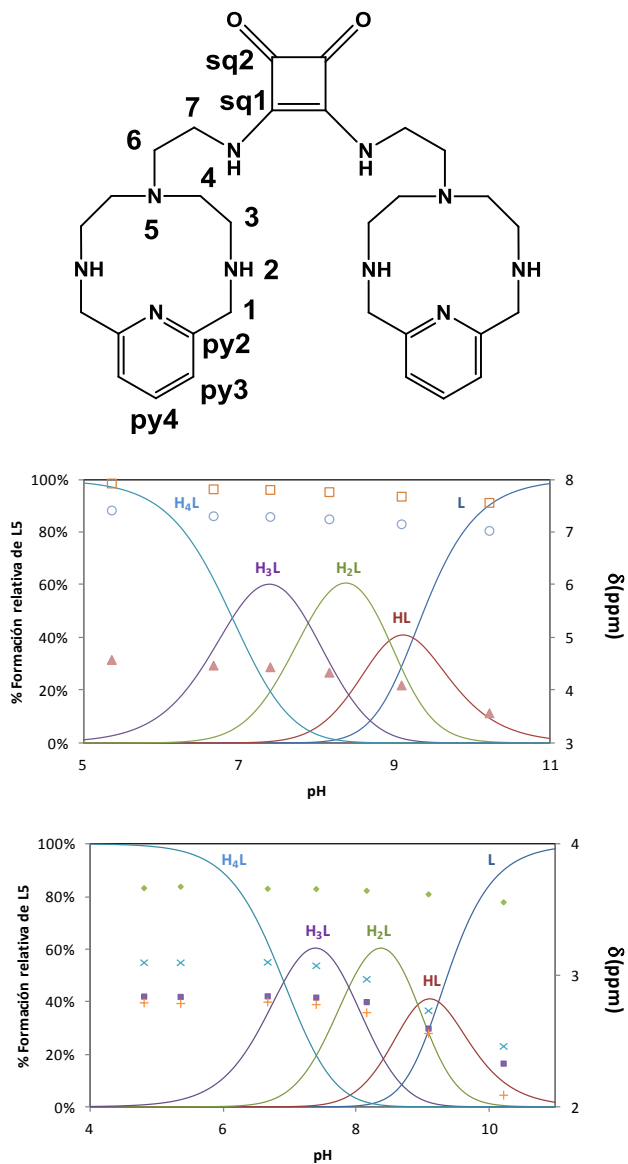 O O
sq2
sq1
7
6
N
H
N
H
4
N
5
N
3
NH
NH 2
NH
NH
N
1
N
py2
py3
py4
100%
80%
60%
40%
20%
0%
% Formación relativa de L5
H4L
H3L
H2L
HL
L
8
7
6
5
4
3
δ(ppm)
5 7 9 11
pH
100%
80%
60%
40%
20%
0%
% Formación relativa de L5
H4L
H3L
H2L
HL
L
4
3
2
δ(ppm)
4 6 8 10
pH